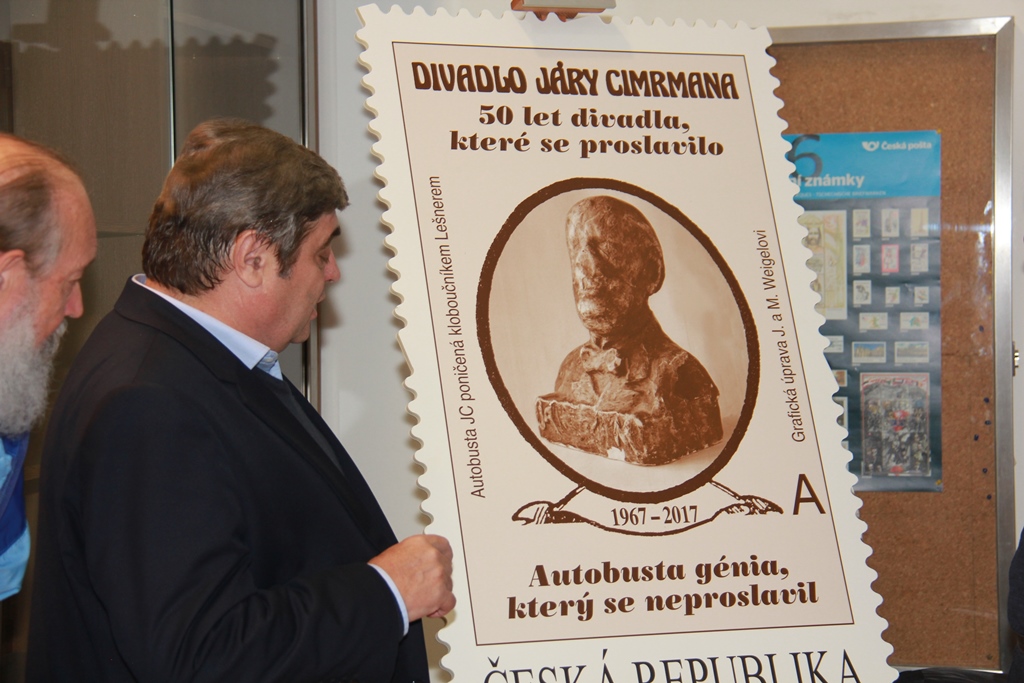 DIVADLO JÁRY CIMRMANA
50 let divadla,
které se proslavilo
Autobusta JC poničená kloboučníkem Lešnerem
Grafická úprava J. a M. Weigelovi
1967–2017
A
Autobusta génia,
který se neproslavil
ČESKÁ REPUBLIKA
6
Česká pošta
známky